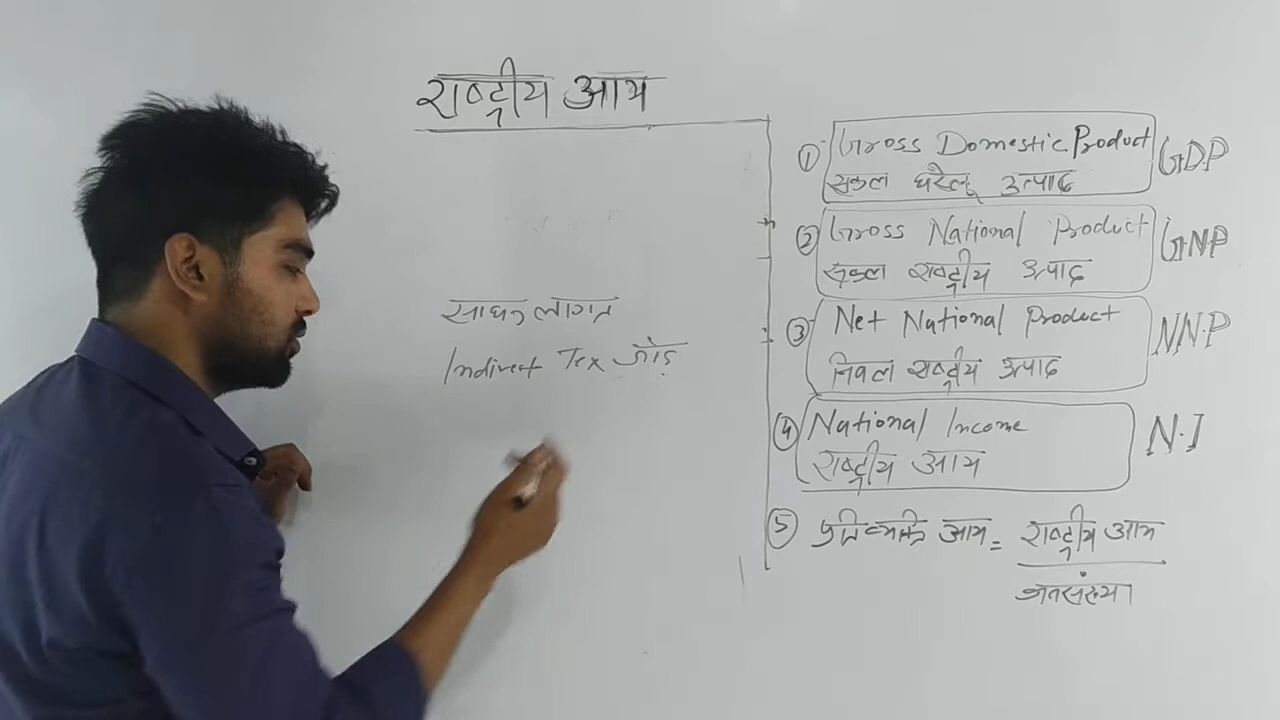 राष्ट्रीय आय
साधन लागत
Indirect Tax जोड़
① Gross Domestic Product GDP
सकल घरेलू उत्पाद
② Gross National Product G.N.P
सकल राष्ट्रीय उत्पाद
③ Net National Product N.N.P
निवल राष्ट्रीय उत्पाद
④ National Income N.I
राष्ट्रीय आय
⑤ प्रति व्यक्ति आय = राष्ट्रीय आय
जनसंख्या